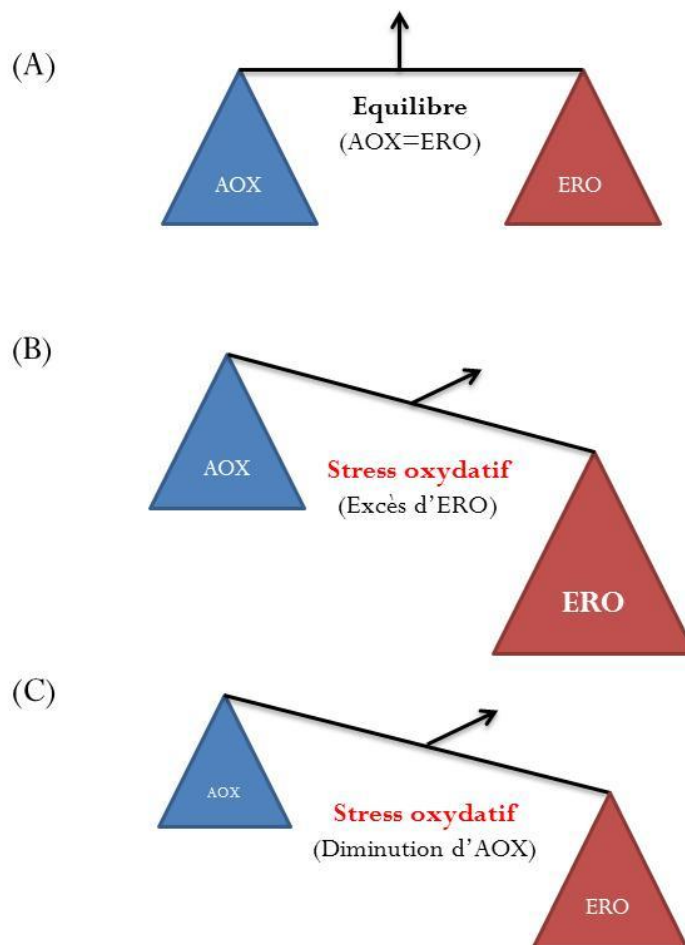 (A)
Equilibre
(AOX=ERO)
AOX
ERO
(B)
AOX
Stress oxydatif
(Excès d’ERO)
ERO
(C)
AOX
Stress oxydatif
(Diminution d’AOX)
ERO